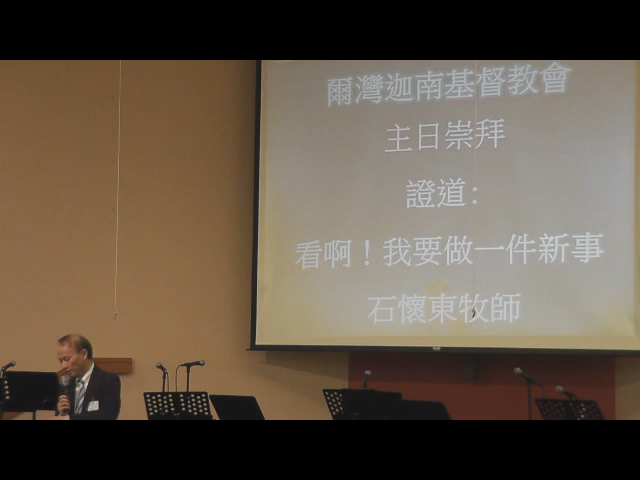 爾灣迦南基督教會
主日崇拜
證道:
看啊！我要做一件新事
石懷東牧師